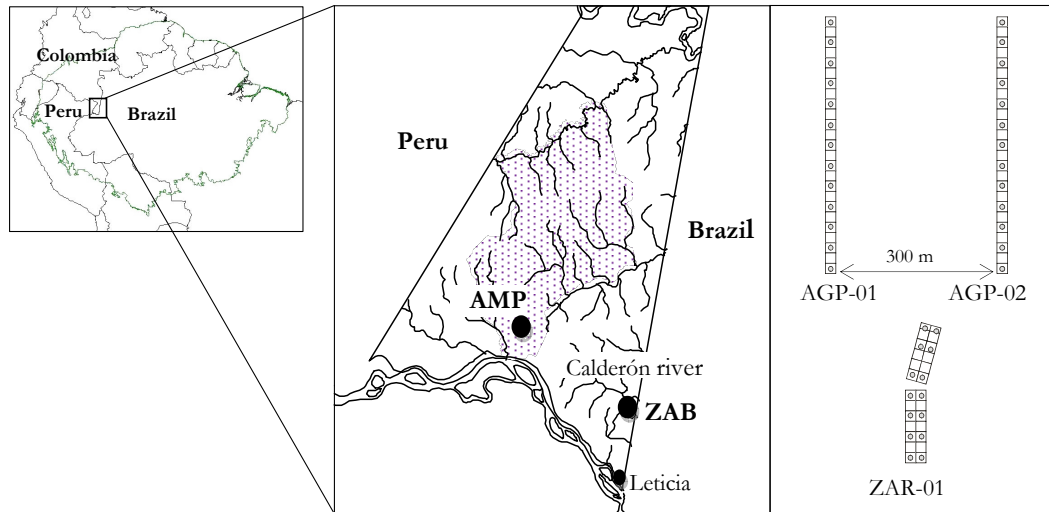 Colombia
Peru
Brazil
Peru
Brazil
AMP
Calderón river
ZAB
Leticia
300 m
AGP-01
AGP-02
ZAR-01